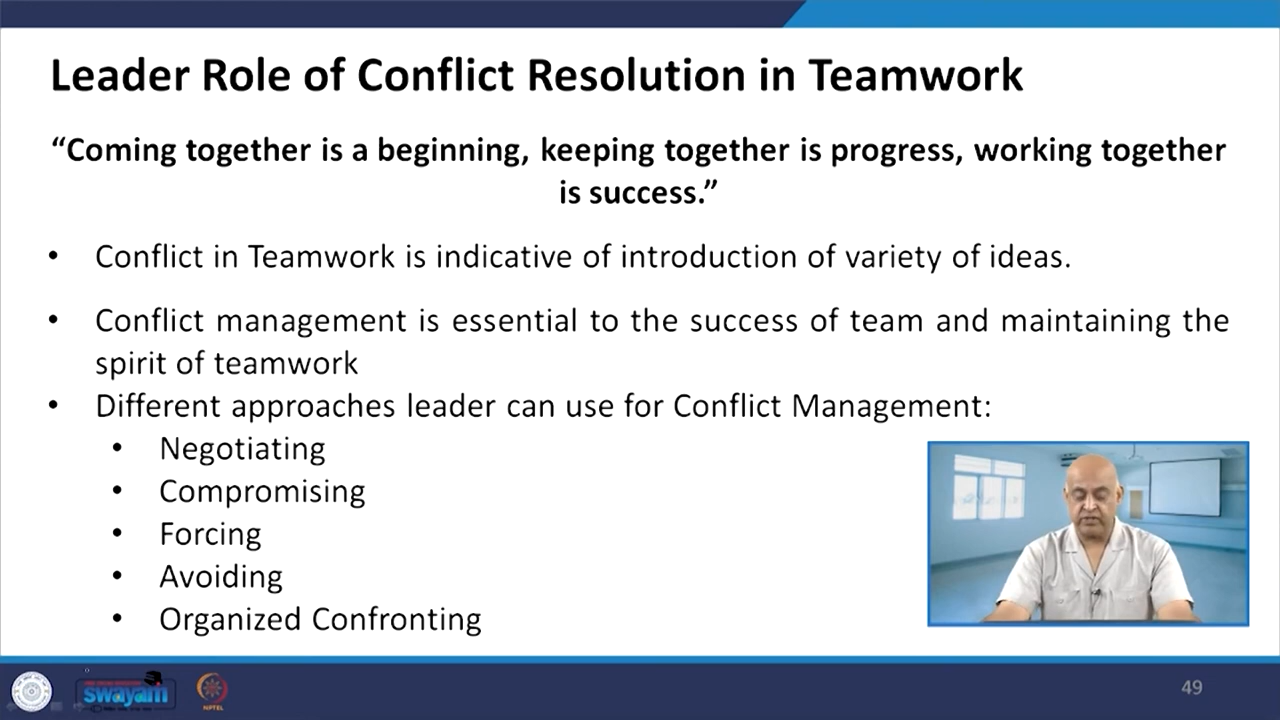 Leader Role of Conflict Resolution in Teamwork
“Coming together is a beginning, keeping together is progress, working together
is success.”
• Conflict in Teamwork is indicative of introduction of variety of ideas.
• Conflict management is essential to the success of team and maintaining the
spirit of teamwork
• Different approaches leader can use for Conflict Management:
• Negotiating
• Compromising
• Forcing
• Avoiding
• Organized Confronting
swayam
NPTEL
49